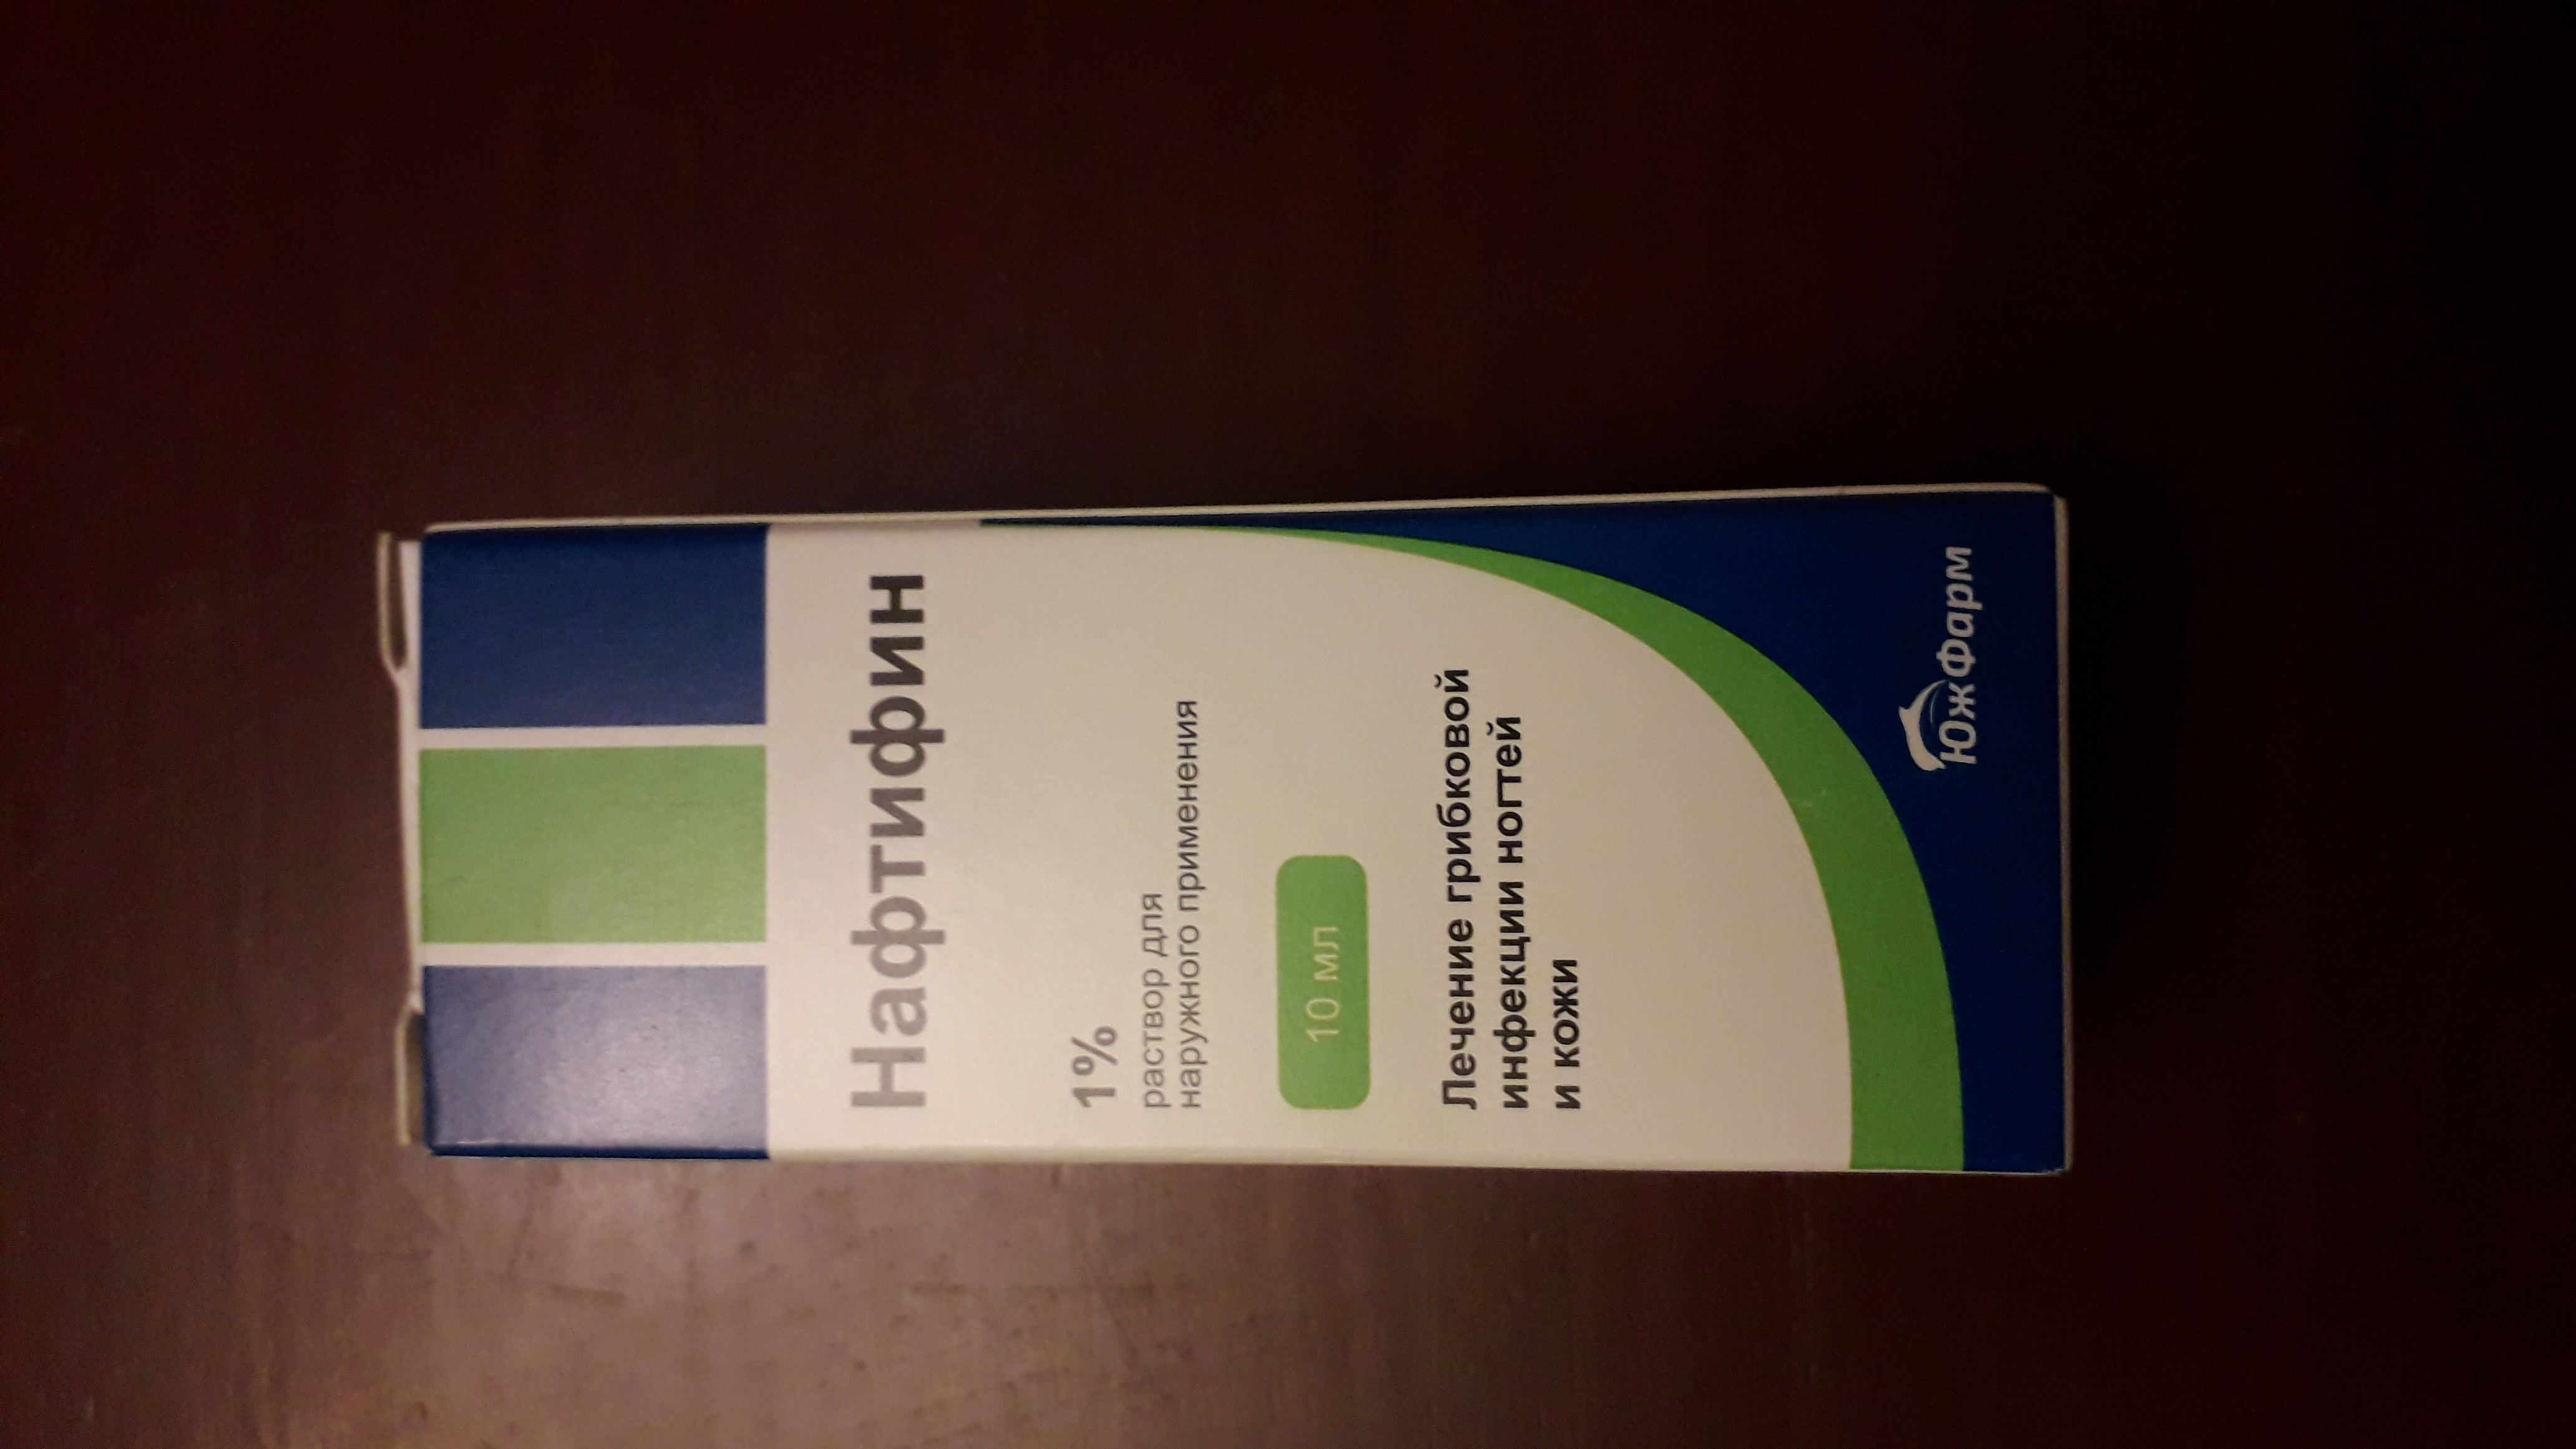 Нафтифин
1%
раствор для
наружного применения
10 мл
Лечение грибковой
инфекции ногтей
и кожи
ЮжФарм